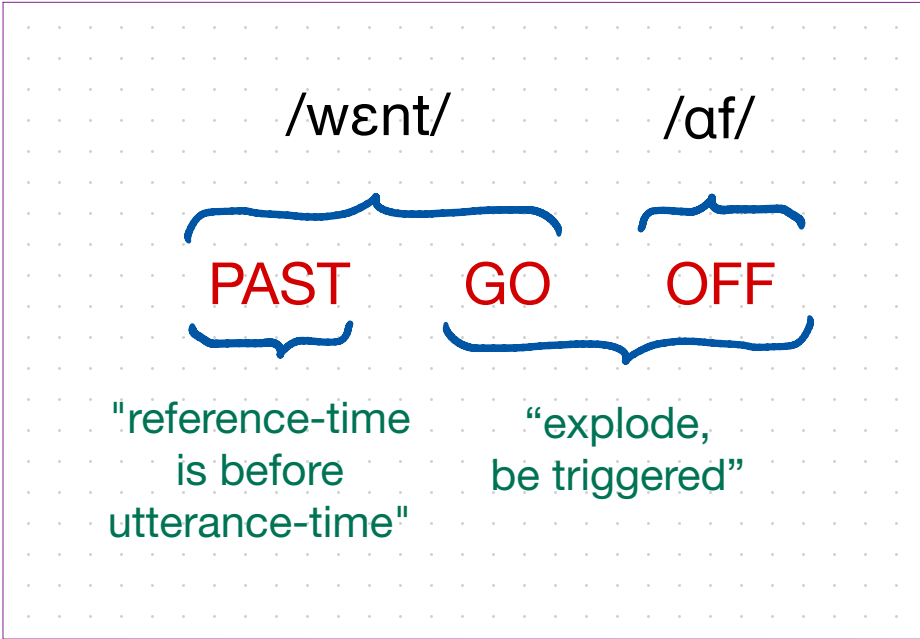 /wɛnt/ /ɑf/
PAST GO OFF
"reference-time
is before
utterance-time"
“explode,
be triggered”